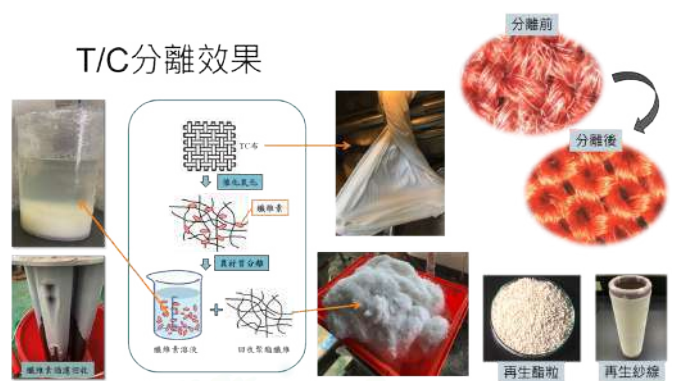 T/C分離效果
分離前
分離後
TC布
催化氧化
纖維素
異材質分離
纖維素溶液
回收聚酯纖維
纖維素過濾回收
再生酯粒
再生紗線